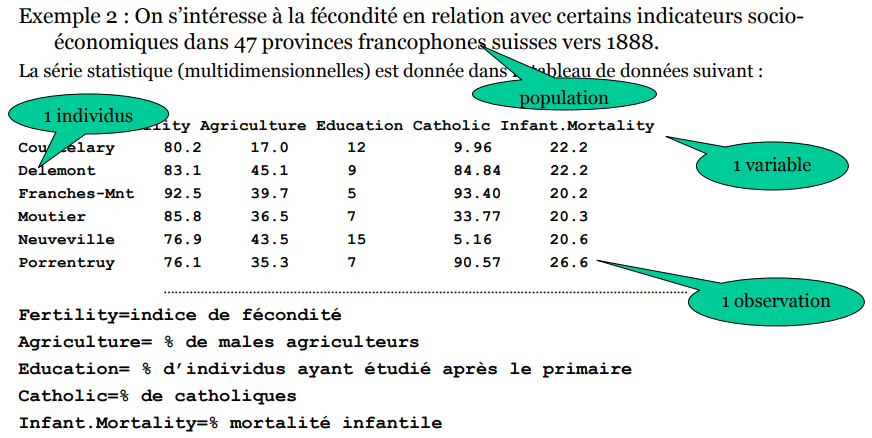 Exemple 2 : On s’intéresse à la fécondité en relation avec certains indicateurs socio-
économiques dans 47 provinces francophones suisses vers 1888.
La série statistique (multidimensionnelles) est donnée dans tableau de données suivant :
population
1 individus
Agriculture Education Catholic Infant.Mortality
80.2 17.0 12 9.96 22.2
1 variable
Delemont 83.1 45.1 9 84.84 22.2
Franches-Mnt 92.5 39.7 5 93.40 20.2
Moutier 85.8 36.5 7 33.77 20.3
Neuveville 76.9 43.5 15 5.16 20.6
Porrentruy 76.1 35.3 7 90.57 26.6
1 observation
Fertility=indice de fécondité
Agriculture= % de males agriculteurs
Education= % d’individus ayant étudié après le primaire
Catholic=% de catholiques
Infant.Mortality=% mortalité infantile